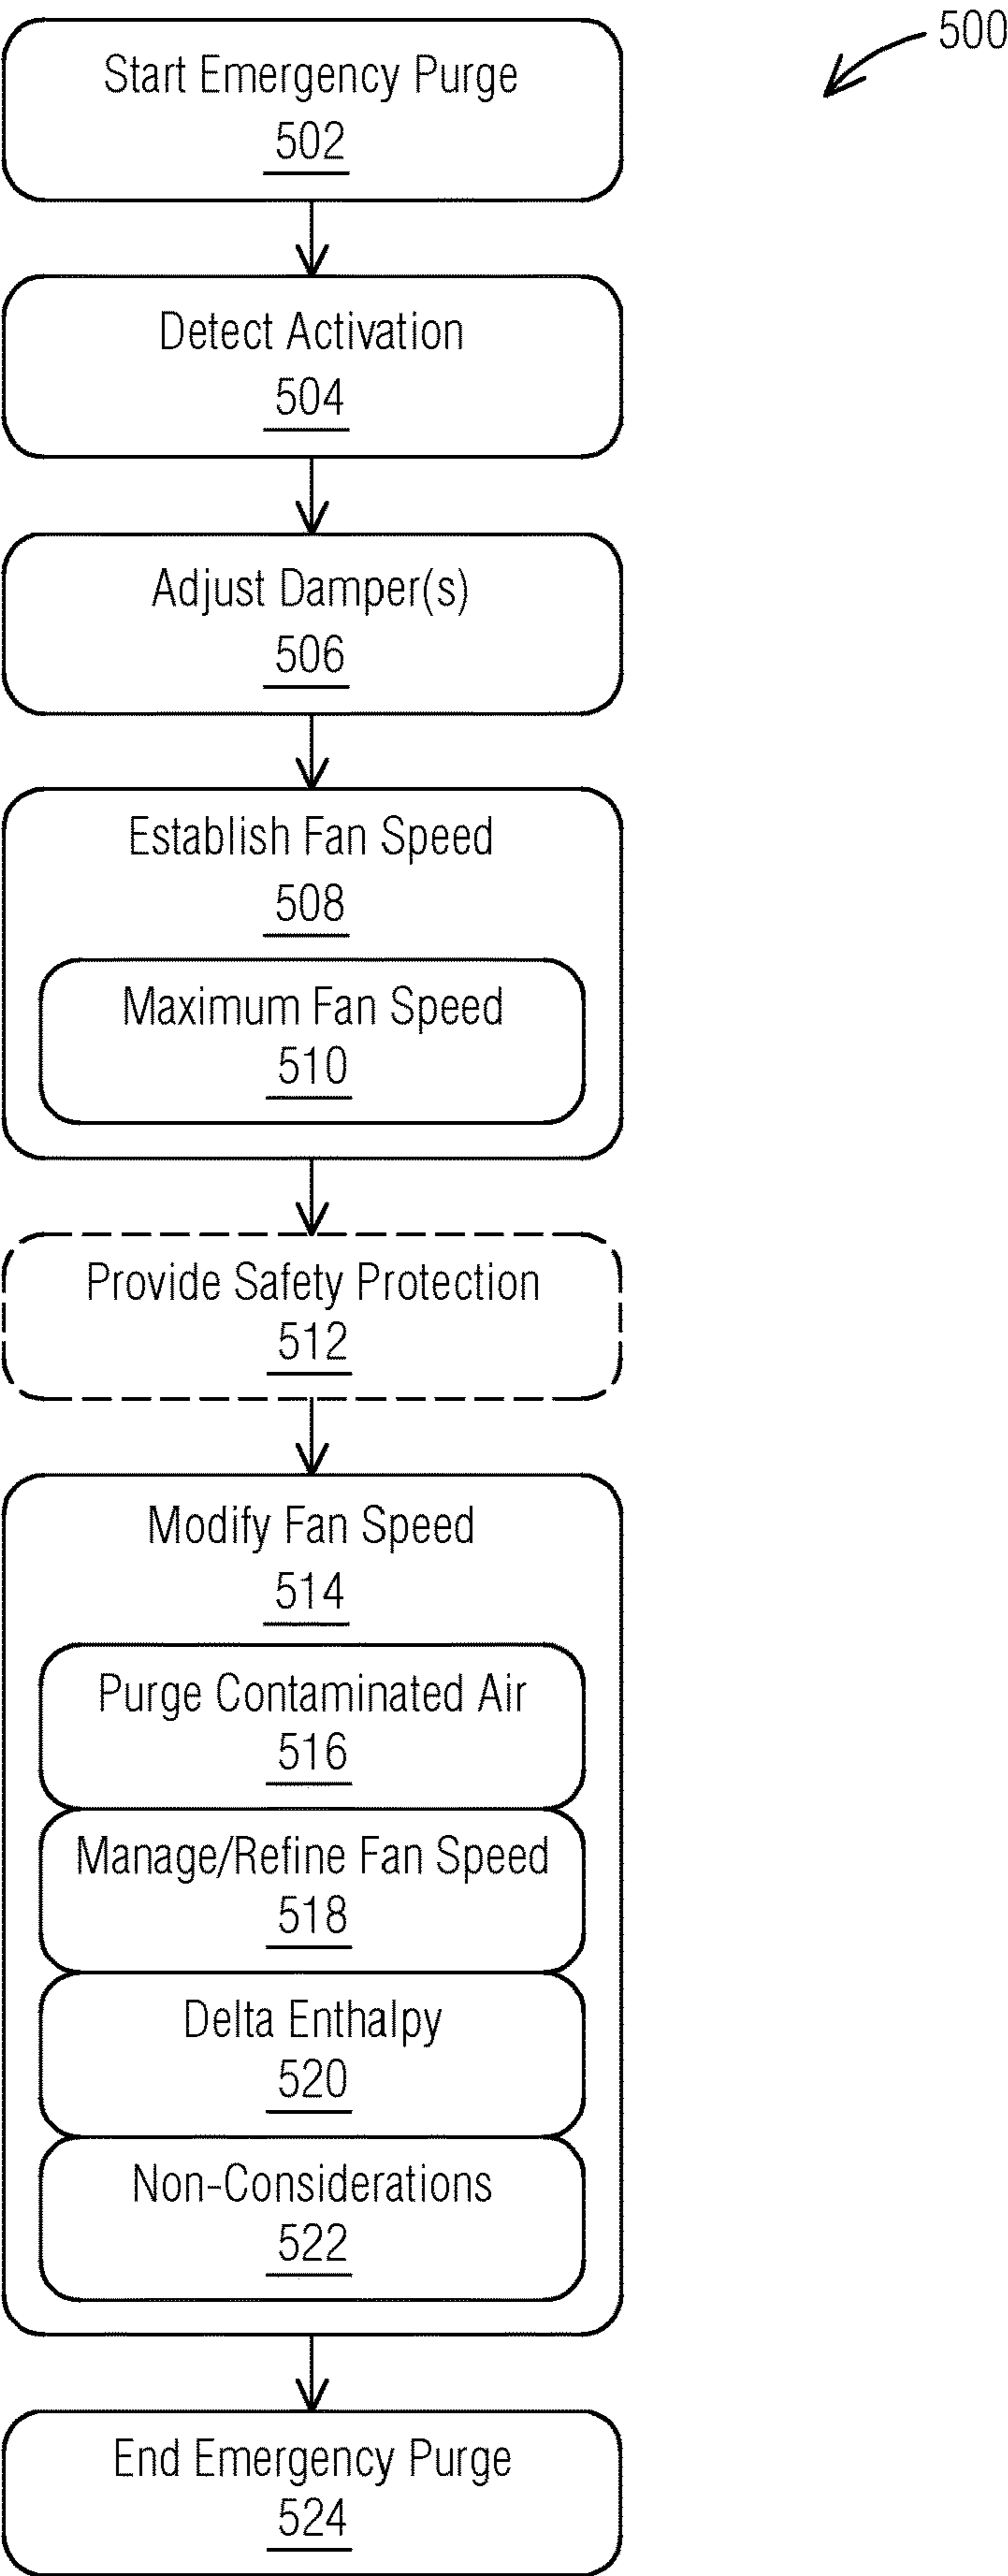 500
Start Emergency Purge
502
Detect Activation
504
Adjust Damper(s)
506
Establish Fan Speed
508
Maximum Fan Speed
510
Provide Safety Protection
512
Modify Fan Speed
514
Purge Contaminated Air
516
Manage/Refine Fan Speed
518
Delta Enthalpy
520
Non-Considerations
522
End Emergency Purge
524